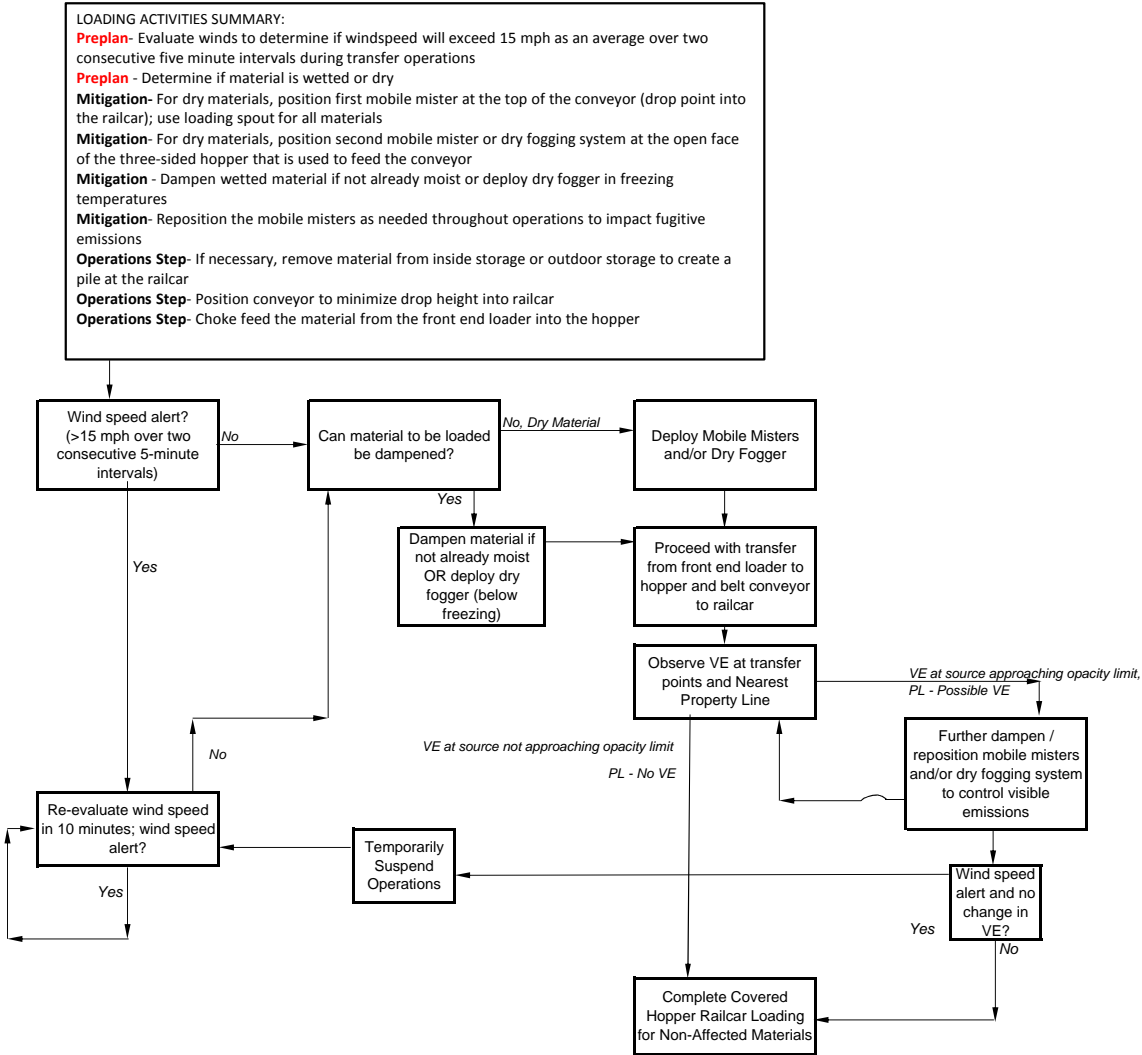 LOADING ACTIVITIES SUMMARY:
Preplan- Evaluate winds to determine if windspeed will exceed 15 mph as an average over two
consecutive five minute intervals during transfer operations
Preplan - Determine if material is wetted or dry
Mitigation- For dry materials, position first mobile mister at the top of the conveyor (drop point into
the railcar); use loading spout for all materials
Mitigation- For dry materials, position second mobile mister or dry fogging system at the open face
of the three-sided hopper that is used to feed the conveyor
Mitigation - Dampen wetted material if not already moist or deploy dry fogger in freezing
temperatures
Mitigation- Reposition the mobile misters as needed throughout operations to impact fugitive
emissions
Operations Step- If necessary, remove material from inside storage or outdoor storage to create a
pile at the railcar
Operations Step- Position conveyor to minimize drop height into railcar
Operations Step- Choke feed the material from the front end loader into the hopper
Wind speed alert?
(>15 mph over two
consecutive 5-minute
intervals)
No
Can material to be loaded
be dampened?
No, Dry Material
Deploy Mobile Misters
and/or Dry Fogger
Yes
Yes
Dampen material if
not already moist
OR deploy dry
fogger (below
freezing)
Proceed with transfer
from front end loader to
hopper and belt conveyor
to railcar
Observe VE at transfer
points and Nearest
Property Line
VE at source approaching opacity limit,
PL - Possible VE
Further dampen /
reposition mobile misters
and/or dry fogging system
to control visible
emissions
VE at source not approaching opacity limit
PL - No VE
No
Re-evaluate wind speed
in 10 minutes; wind speed
alert?
Yes
Temporarily
Suspend
Operations
Wind speed
alert and no
change in
VE?
Yes
No
Complete Covered
Hopper Railcar Loading
for Non-Affected Materials